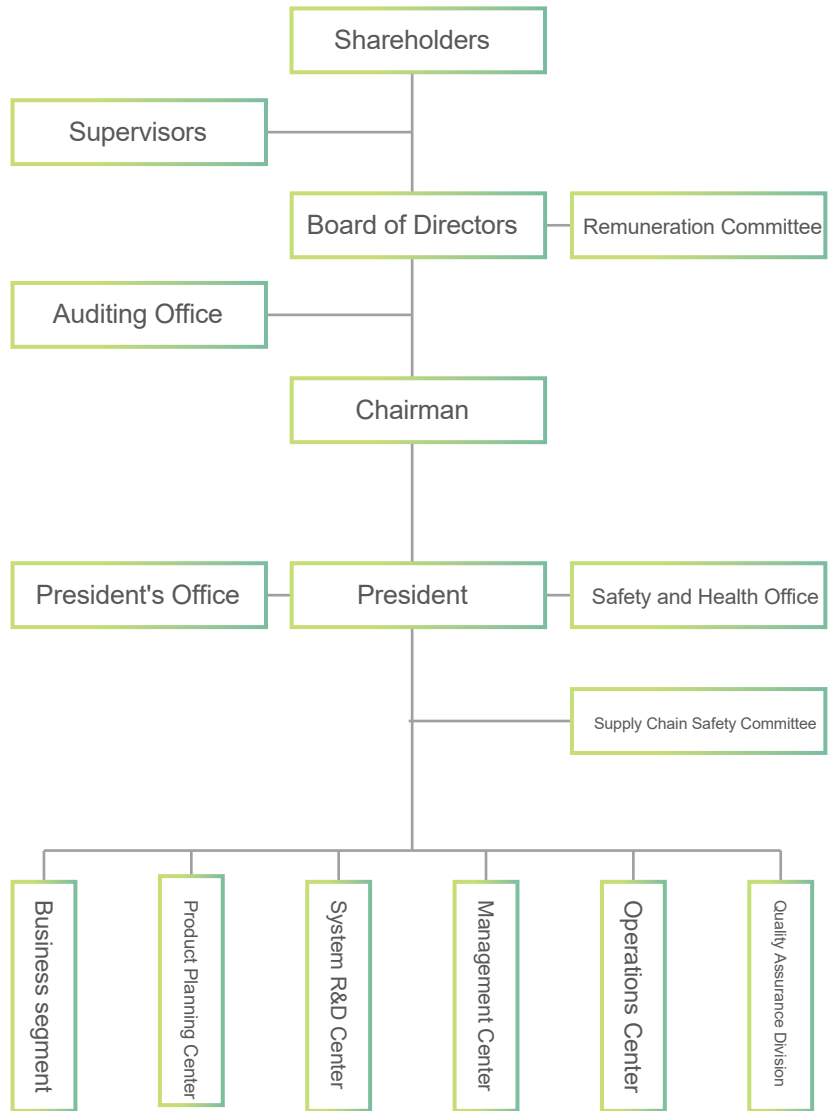 Shareholders
Supervisors
Board of Directors
Remuneration Committee
Auditing Office
Chairman
President's Office
President
Safety and Health Office
Supply Chain Safety Committee
Business segment
Product Planning Center
System R&D Center
Management Center
Operations Center
Quality Assurance Division